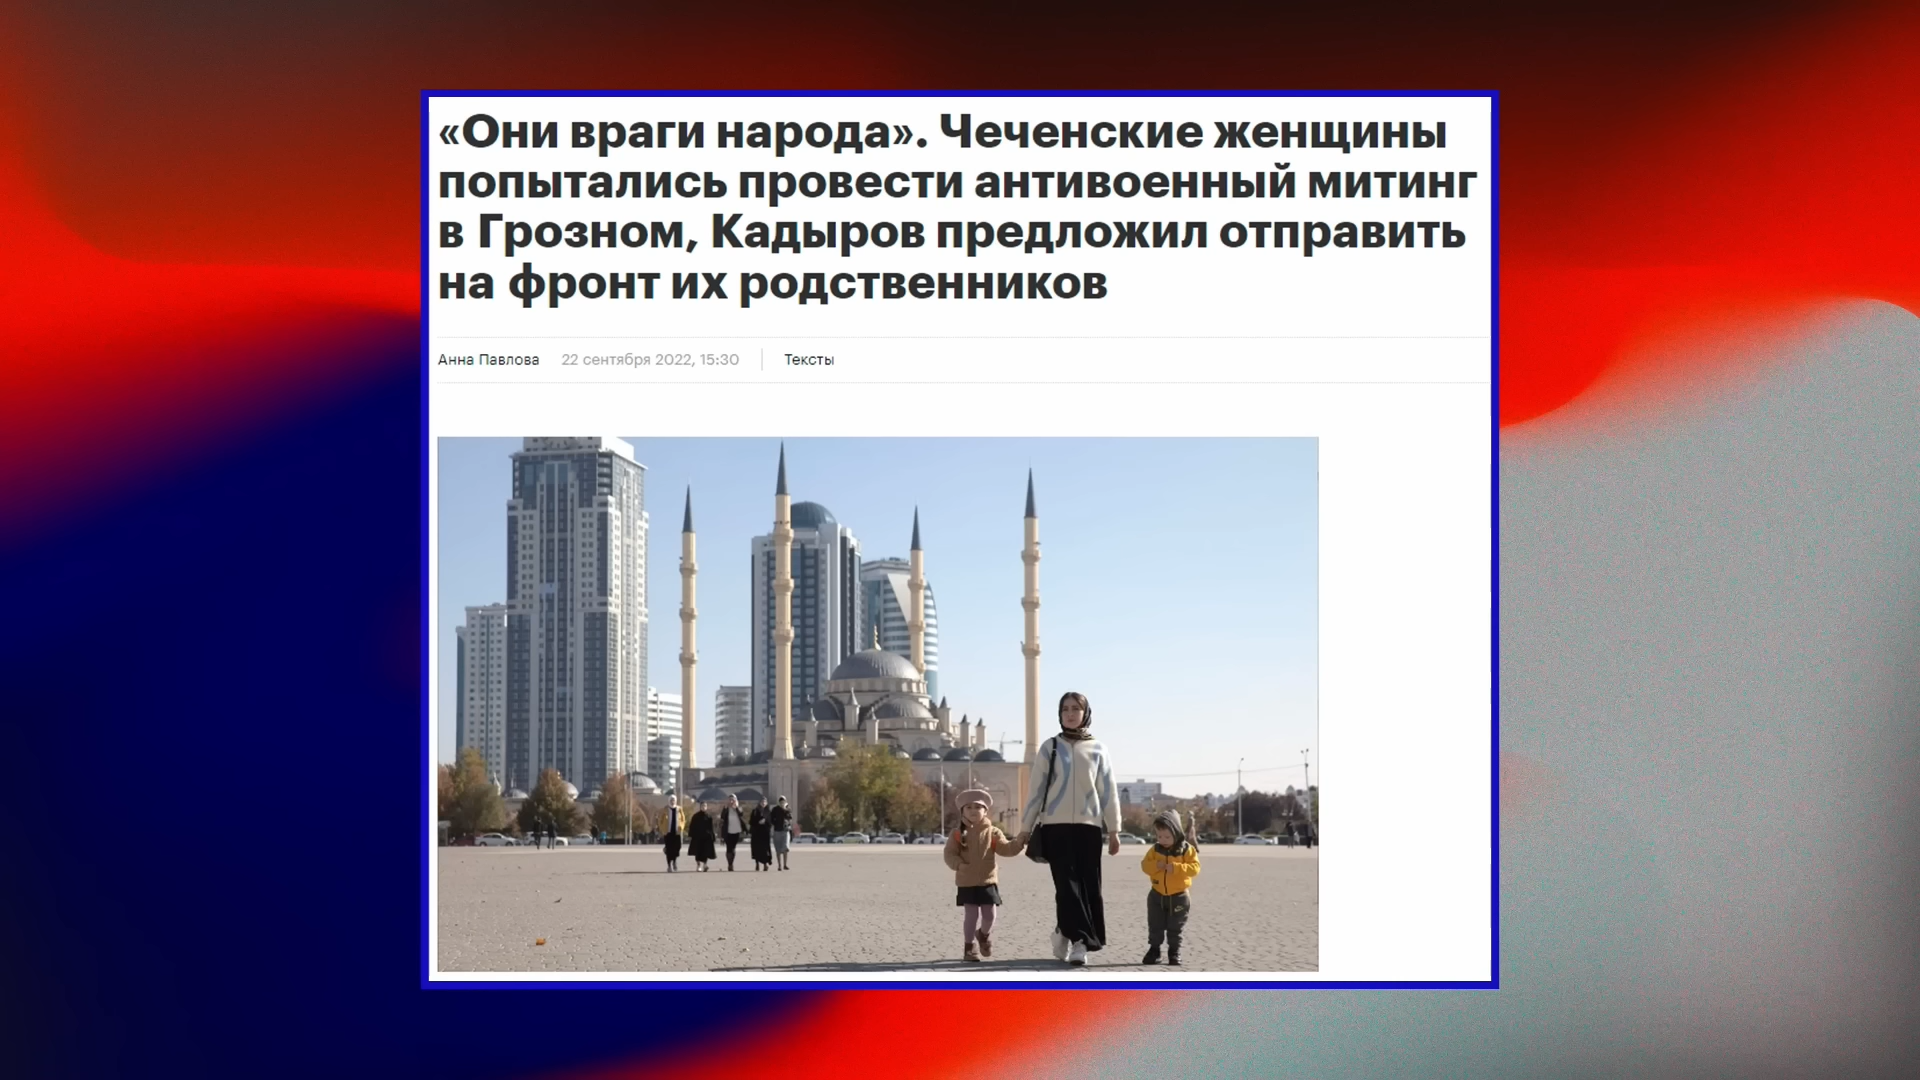 «Они враги народа». Чеченские женщины
попытались провести антивоенный митинг
в Грозном, Кадыров предложил отправить
на фронт их родственников
Анна Павлова 22 сентября 2022, 15:30 Тексты